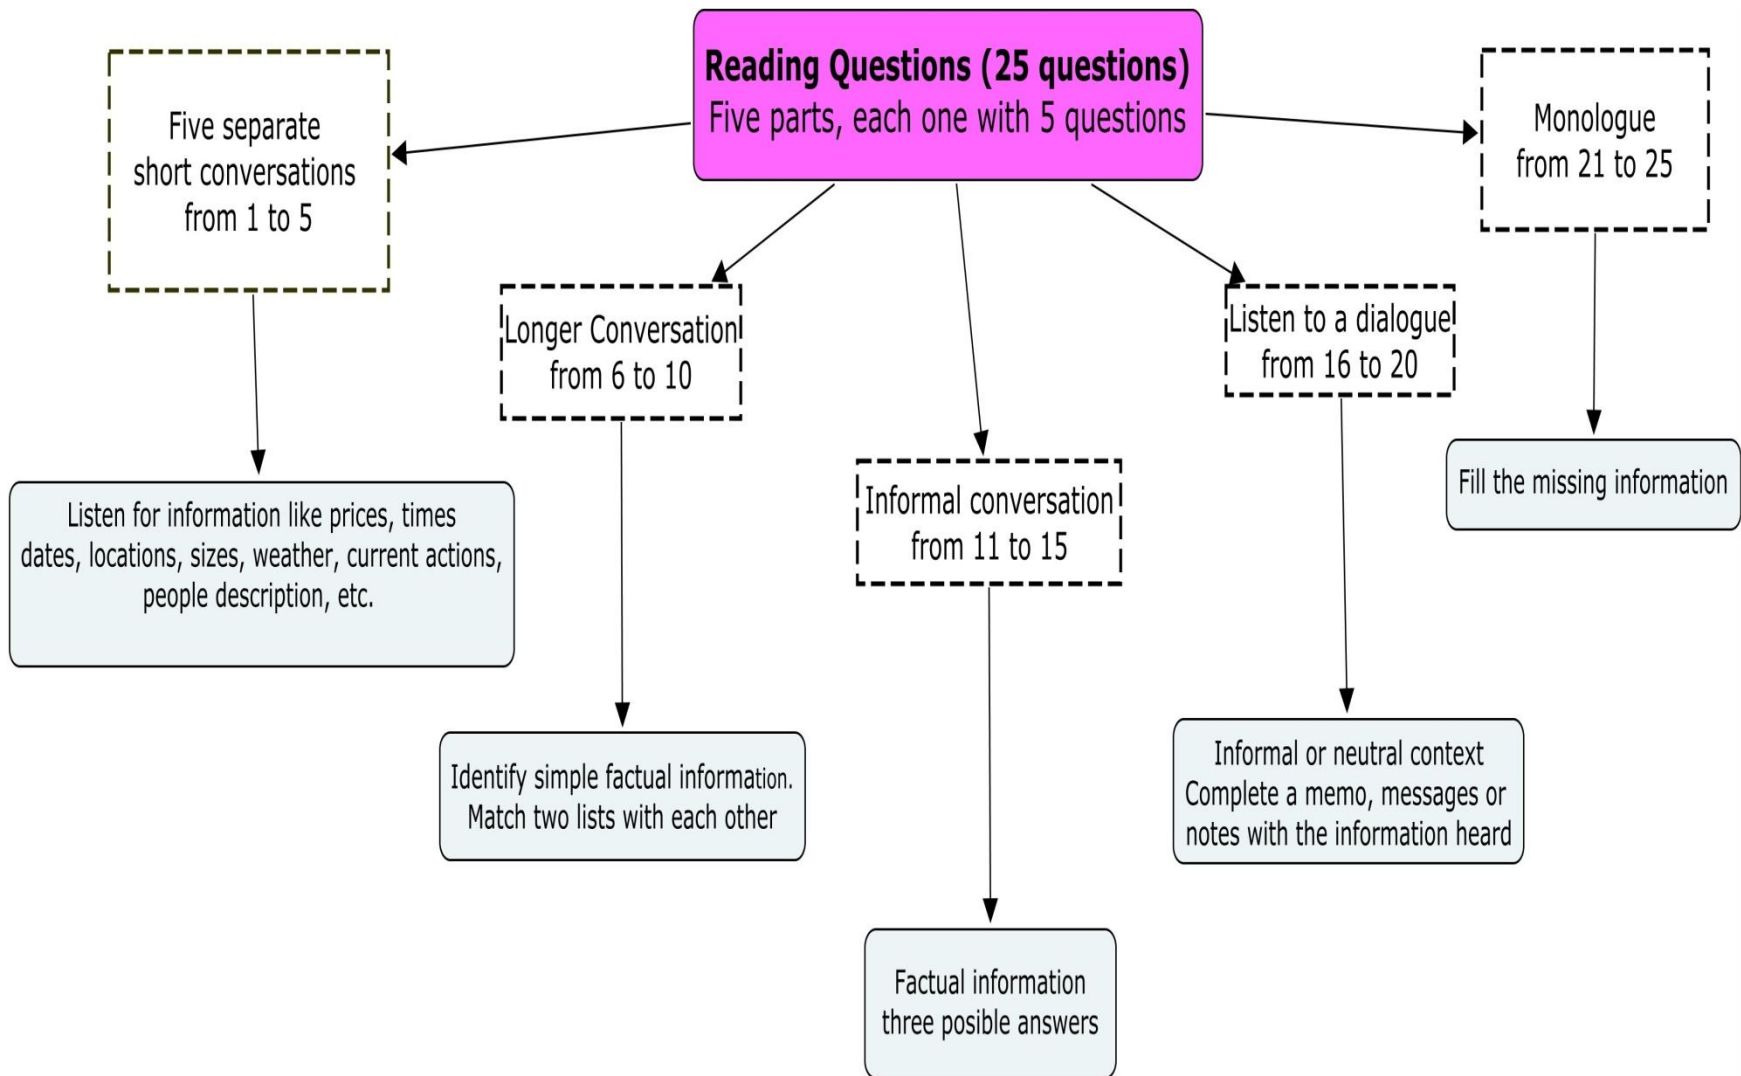 Reading Questions (25 questions)
Five parts, each one with 5 questions
Five separate
short conversations
from 1 to 5
Listen for information like prices, times
dates, locations, sizes, weather, current actions,
people description, etc.
Longer Conversation
from 6 to 10
Identify simple factual information.
Match two lists with each other
Informal conversation
from 11 to 15
Factual information
three posible answers
Listen to a dialogue
from 16 to 20
Informal or neutral context
Complete a memo, messages or
notes with the information heard
Monologue
from 21 to 25
Fill the missing information